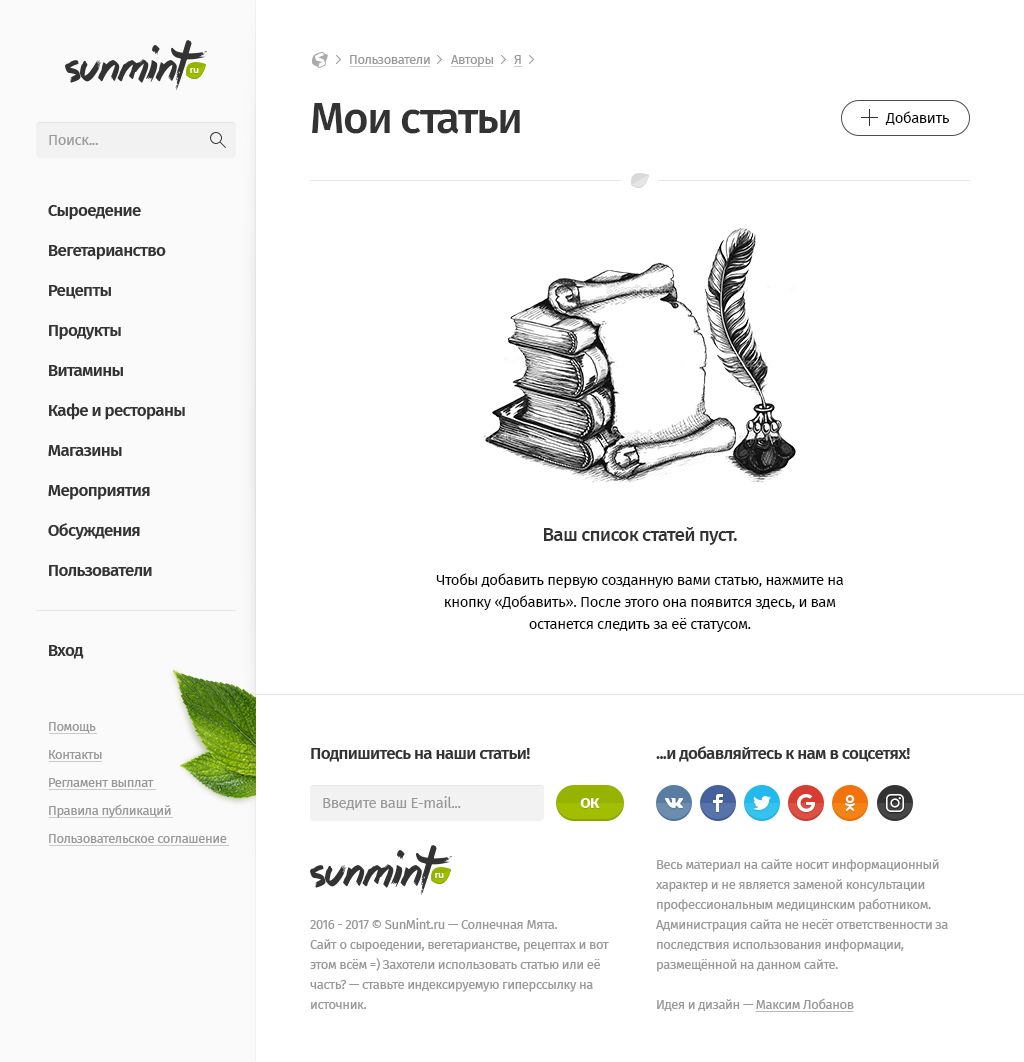 sunmint ru
Поиск...
Сыроедение
Вегетарианство
Рецепты
Продукты
Витамины
Кафе и рестораны
Магазины
Мероприятия
Обсуждения
Пользователи
Вход
Помощь
Контакты
Регламент выплат
Правила публикаций
Пользовательское соглашение
Пользователи Авторы Я
Мои статьи
Добавить
Ваш список статей пуст.
Чтобы добавить первую созданную вами статью, нажмите на
кнопку «Добавить». После этого она появится здесь, и вам
останется следить за её статусом.
Подпишитесь на наши статьи!
Введите ваш E-mail...
ОК
sunmint ru
2016 - 2017 © SunMint.ru — Солнечная Мята.
Сайт о сыроедении, вегетарианстве, рецептах и вот
этом всём =) Захотели использовать статью или её
часть? — ставьте индексируемую гиперссылку на
источник.
...и добавляйтесь к нам в соцсетях!
Весь материал на сайте носит информационный
характер и не является заменой консультации
профессиональным медицинским работником.
Администрация сайта не несёт ответственности за
последствия использования информации,
размещённой на данном сайте.
Идея и дизайн — Максим Лобанов